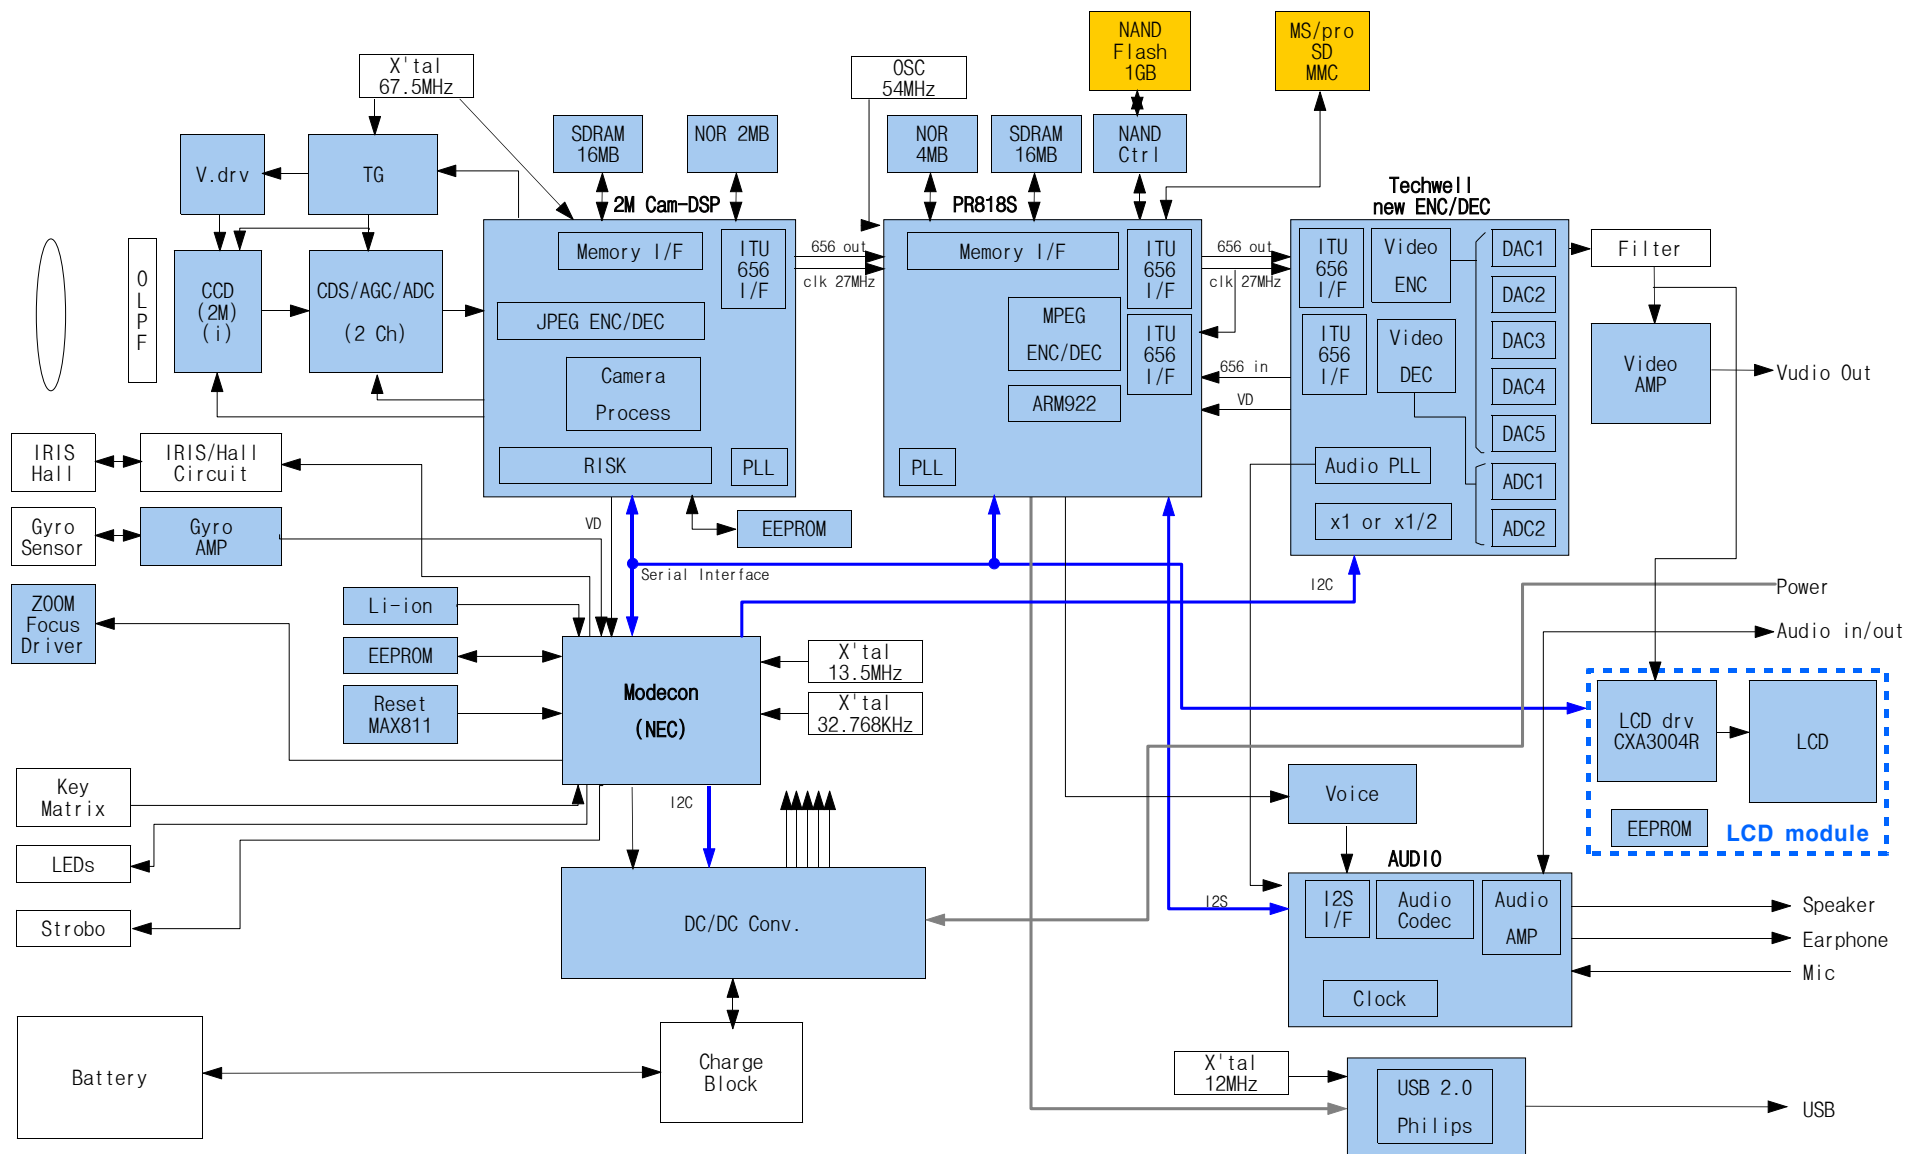 X'tal
67.5MHz
OSC
54MHz
NAND
Flash
1GB
MS/pro
SD
MMC
SDRAM
16MB
NOR 2MB
NOR
4MB
SDRAM
16MB
NAND
Ctrl
V.drv
TG
2M Cam-DSP
PR818S
Techwell
new ENC/DEC
OLPF
CCD
(2M)
(i)
CDS/AGC/ADC
(2 Ch)
Memory I/F
ITU
656
I/F
JPEG ENC/DEC
Camera
Process
RISK
PLL
656 out
clk 27MHz
Memory I/F
ITU
656
I/F
MPEG
ENC/DEC
ITU
656
I/F
ARM922
PLL
656 out
clk 27MHz
656 in
VD
ITU
656
I/F
Video
ENC
ITU
656
I/F
Video
DEC
DAC1
DAC2
DAC3
DAC4
DAC5
ADC1
ADC2
Audio PLL
x1 or x1/2
Filter
Video
AMP
Vudio Out
IRIS
Hall
IRIS/Hall
Circuit
Gyro
Sensor
Gyro
AMP
VD
EEPROM
Serial Interface
I2C
ZOOM
Focus
Driver
Li-ion
EEPROM
Reset
MAX811
Modecon
(NEC)
X'tal
13.5MHz
X'tal
32.768KHz
Power
Audio in/out
LCD drv
CXA3004R
LCD
EEPROM
LCD module
Key
Matrix
LEDs
Strobo
I2C
Voice
AUDIO
I2S
I2S
I/F
Audio
Codec
Audio
AMP
Clock
Speaker
Earphone
Mic
DC/DC Conv.
Battery
Charge
Block
X'tal
12MHz
USB 2.0
Philips
USB